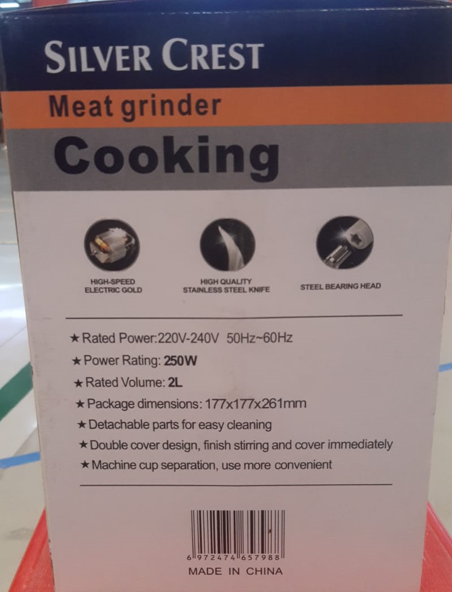 SILVER CREST
Meat grinder
Cooking
HIGH-SPEED
ELECTRIC GOLD
HIGH QUALITY
STAINLESS STEEL KNIFE
STEEL BEARING HEAD
★Rated Power:220V-240V 50Hz~60Hz
★Power Rating: 250W
★Rated Volume: 2L
★Package dimensions: 177x177x261mm
★Detachable parts for easy cleaning
★Double cover design, finish stirring and cover immediately
★Machine cup separation, use more convenient
6 972474 657988
MADE IN CHINA